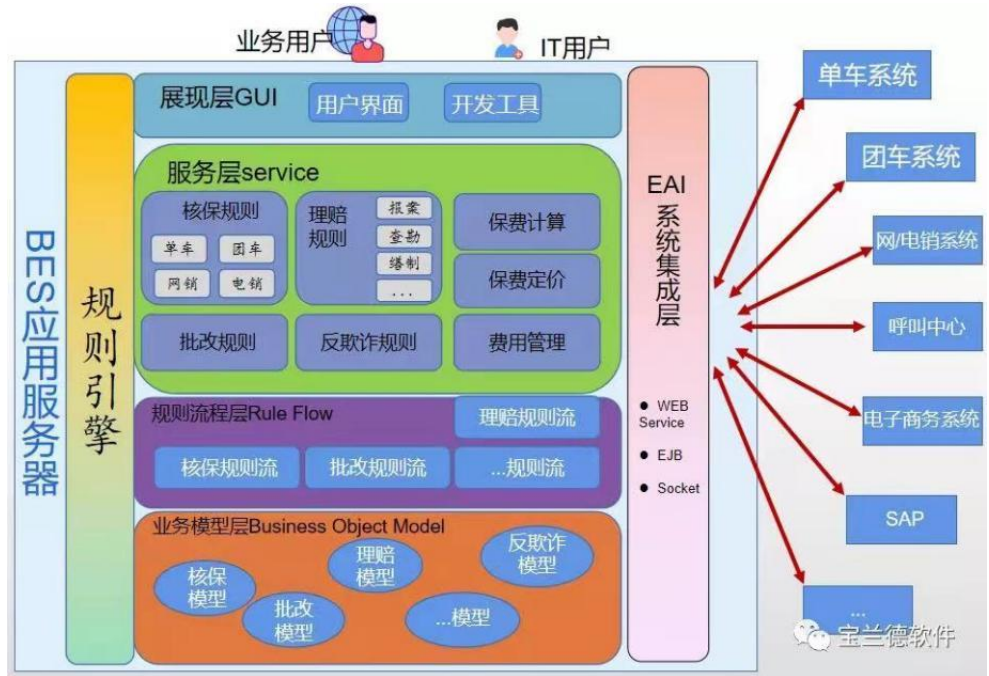 业务用户
IT用户
BES应用服务器
规则引擎
展现层GUI
用户界面
开发工具
服务层service
核保规则
单车
团车
网销
电销
理赔
规则
报案
查勘
缮制
...
保费计算
保费定价
批改规则
反欺诈规则
费用管理
规则流程层Rule Flow
理赔规则流
核保规则流
批改规则流
...规则流
业务模型层Business Object Model
核保
模型
批改
模型
理赔
模型
...模型
反欺诈
模型
EAI
系统集成层
● WEB
Service
● EJB
● Socket
单车系统
团车系统
网/电销系统
呼叫中心
电子商务系统
SAP
...
宝兰德软件